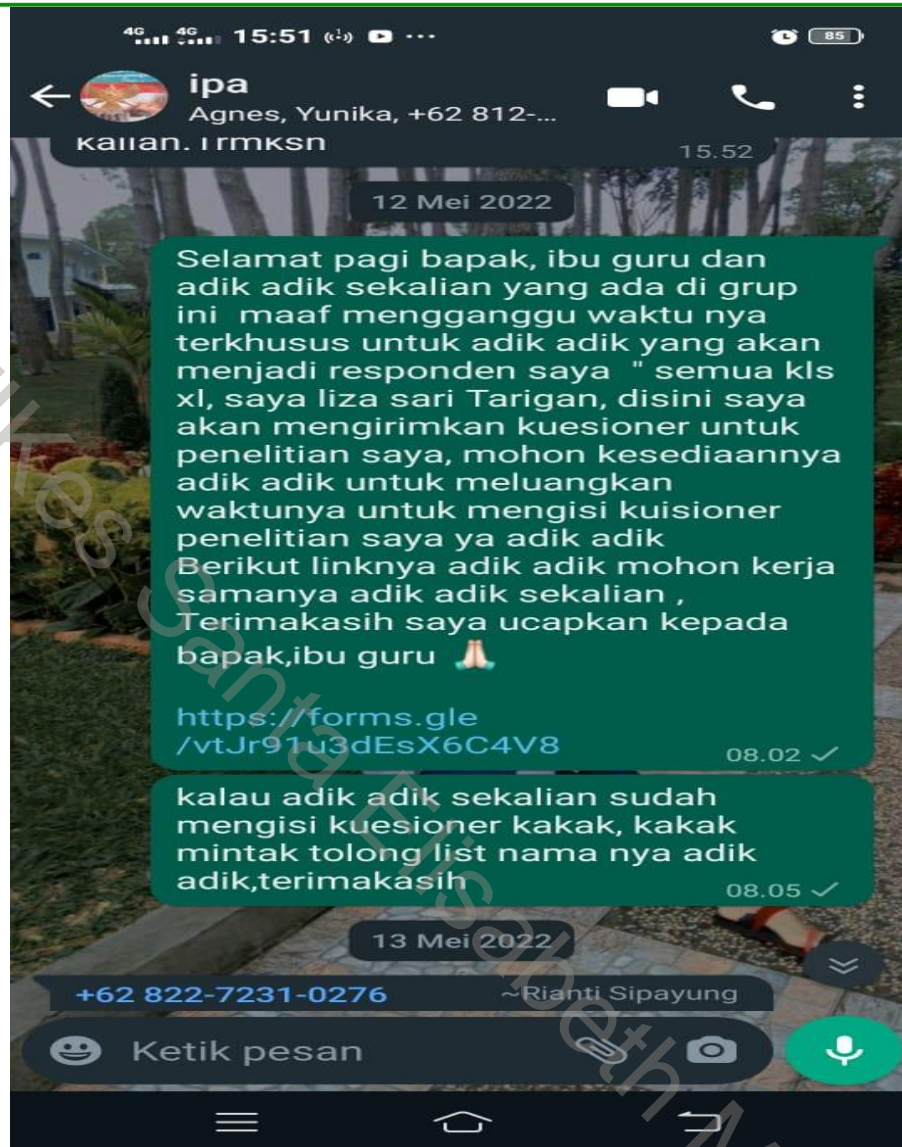 4G 4G 15:51 85
ipa
Agnes, Yunika, +62 812-...
kalian. Trmksn 15.52
12 Mei 2022
Selamat pagi bapak, ibu guru dan
adik adik sekalian yang ada di grup
ini maaf mengganggu waktu nya
terkhusus untuk adik adik yang akan
menjadi responden saya " semua kls
xl, saya liza sari Tarigan, disini saya
akan mengirimkan kuesioner untuk
penelitian saya, mohon kesediaannya
adik adik untuk meluangkan
waktunya untuk mengisi kuisioner
penelitian saya ya adik adik
Berikut linknya adik adik mohon kerja
samanya adik adik sekalian ,
Terimakasih saya ucapkan kepada
bapak,ibu guru 🙏🏻
https://forms.gle
/vtJr91u3dEsX6C4V8 08.02
kalau adik adik sekalian sudah
mengisi kuesioner kakak, kakak
mintak tolong list nama nya adik
adik,terimakasih 08.05
13 Mei 2022
+62 822-7231-0276 ~Rianti Sipayung
Ketik pesan
Santa Elisabeth